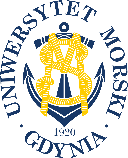 UNIWERSYTET MORSKI
· GDYNIA ·
1920